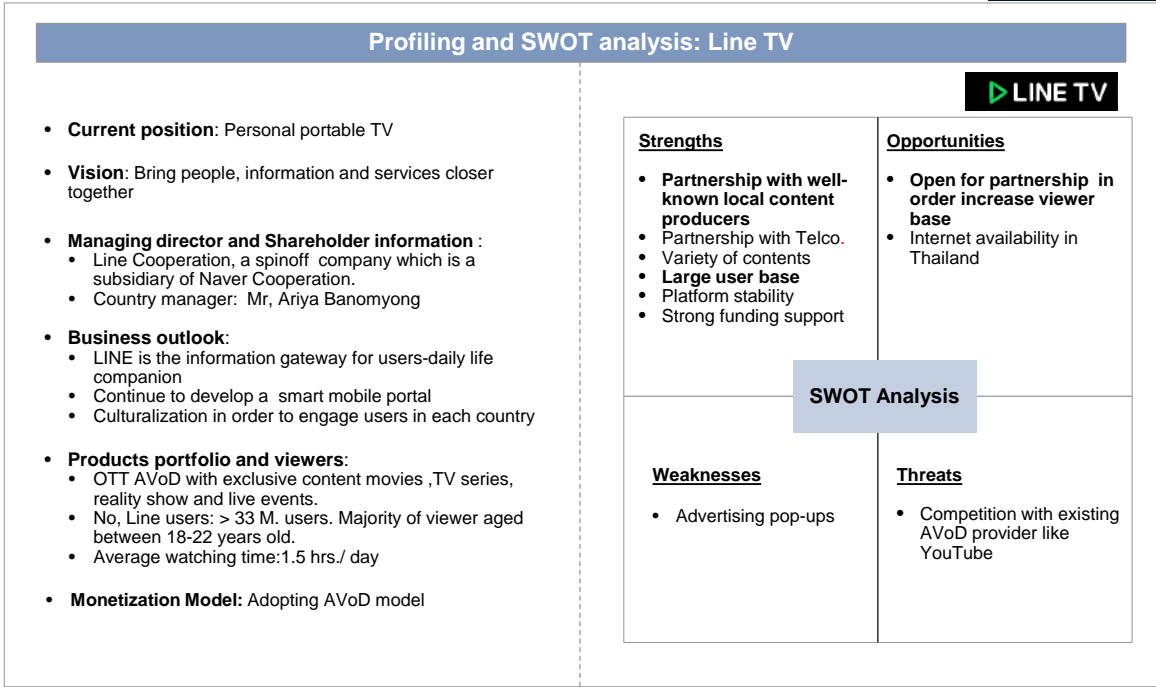 Profiling and SWOT analysis: Line TV
• Current position: Personal portable TV
• Vision: Bring people, information and services closer
together
• Managing director and Shareholder information :
• Line Cooperation, a spinoff company which is a
subsidiary of Naver Cooperation.
• Country manager: Mr, Ariya Banomyong
• Business outlook:
• LINE is the information gateway for users-daily life
companion
• Continue to develop a smart mobile portal
• Culturalization in order to engage users in each country
• Products portfolio and viewers:
• OTT AVoD with exclusive content movies ,TV series,
reality show and live events.
• No, Line users: > 33 M. users. Majority of viewer aged
between 18-22 years old.
• Average watching time:1.5 hrs./ day
• Monetization Model: Adopting AVoD model
LINE TV
Strengths
• Partnership with well-
known local content
producers
• Partnership with Telco.
• Variety of contents
• Large user base
• Platform stability
• Strong funding support
Opportunities
• Open for partnership in
order increase viewer
base
• Internet availability in
Thailand
SWOT Analysis
Weaknesses
• Advertising pop-ups
Threats
• Competition with existing
AVoD provider like
YouTube